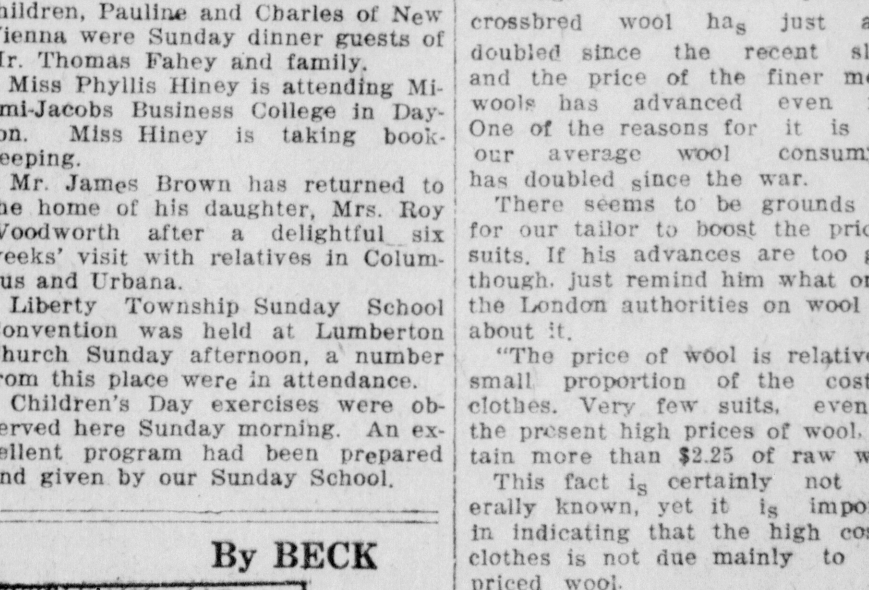 hildren, Pauline and Charles of New
ienna were Sunday dinner guests of
r. Thomas Fahey and family.
Miss Phyllis Hiney is attending Mi-
mi-Jacobs Business College in Day-
on. Miss Hiney is taking book-
eeping.
Mr. James Brown has returned to
he home of his daughter, Mrs. Roy
Woodworth after a delightful six
eeks' visit with relatives in Colum-
us and Urbana.
Liberty Township Sunday School
onvention was held at Lumberton
hurch Sunday afternoon, a number
rom this place were in attendance.
Children's Day exercises were ob-
erved here Sunday morning. An ex-
ellent program had been prepared
nd given by our Sunday School.
By BECK
crossbred wool has just a
doubled since the recent sl
and the price of the finer me
wools has advanced even
One of the reasons for it is
our average wool consum
has doubled since the war.
There seems to be grounds
for our tailor to boost the pric
suits. If his advances are too g
though, just remind him what on
the London authorities on wool
about it.
"The price of wool is relative
small proportion of the cost
clothes. Very few suits, even
the present high prices of wool,
tain more than $2.25 of raw w
This fact is certainly not
erally known, yet it is impo
in indicating that the high cos
clothes is not due mainly to
priced wool.